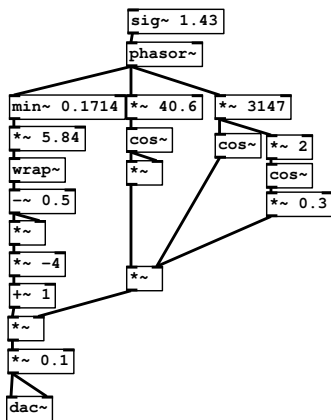 sig~ 1.43
phasor~
min~ 0.1714 *~ 40.6 *~ 3147
*~ 5.84 cos~ cos~ *~ 2
wrap~ *~ cos~
-~ 0.5 *~ 0.3
*~
*~ -4 *~
+~ 1
*~
*~ 0.1
dac~